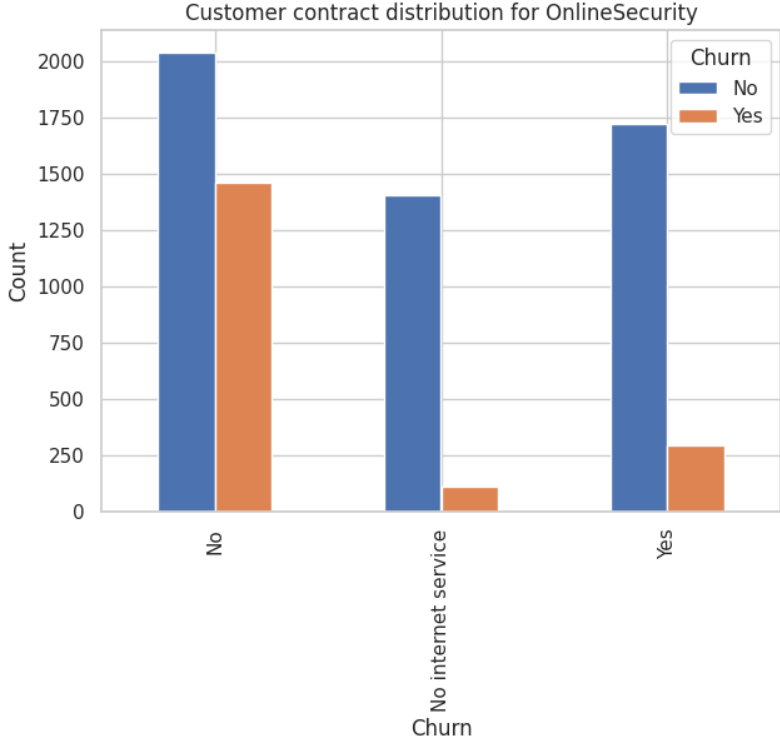 Customer contract distribution for OnlineSecurity
Churn
No
Yes
2000
1750
1500
1250
1000
750
500
250
0
Count
No
No internet service
Yes
Churn